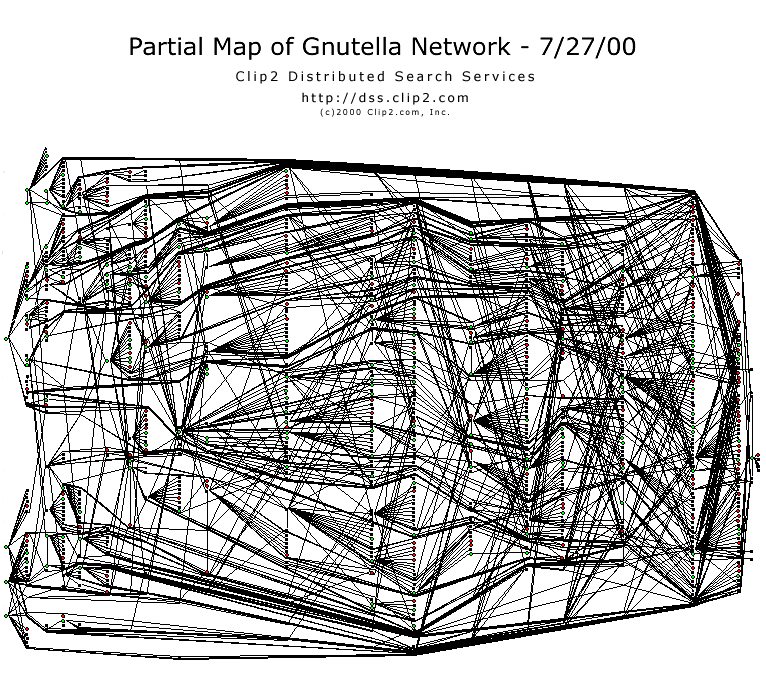 Partial Map of Gnutella Network - 7/27/00
Clip2 Distributed Search Services
http://dss.clip2.com
(c)2000 Clip2.com, Inc.